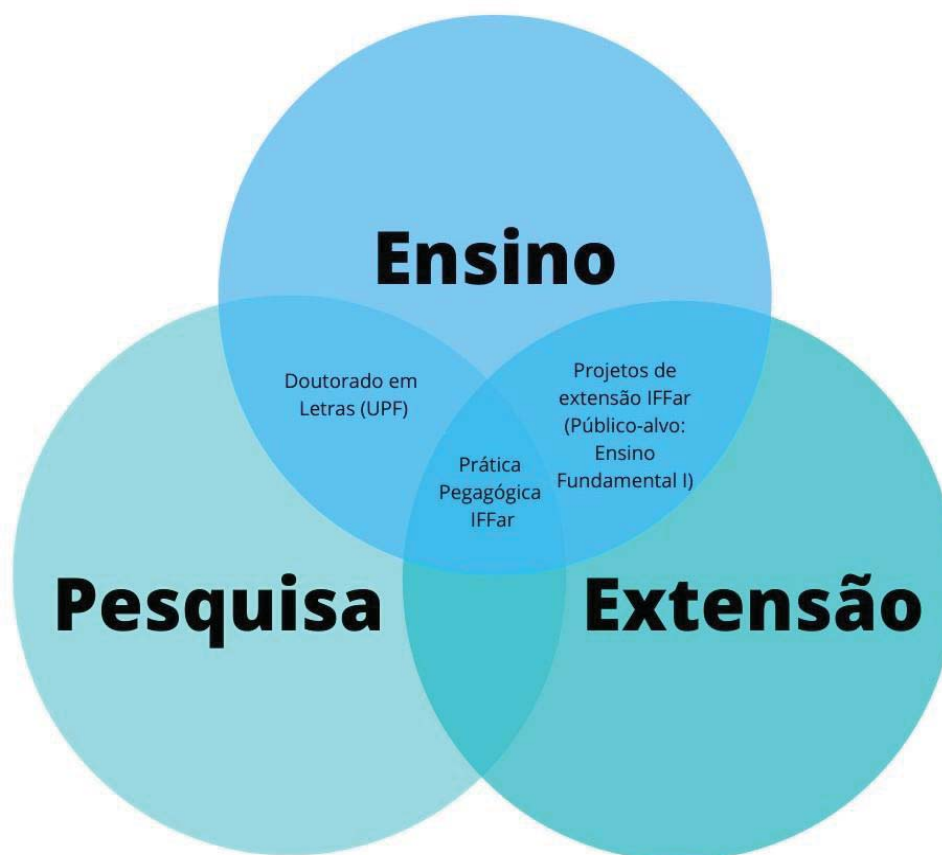 Ensino
Doutorado em
Letras (UPF)
Projetos de
extensão IFFar
(Público-alvo:
Ensino
Fundamental I)
Prática
Pegagógica
IFFar
Pesquisa
Extensão